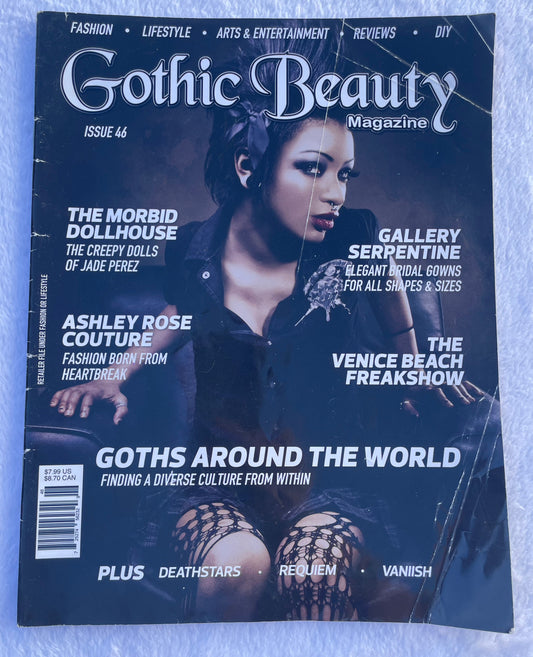 FASHION • LIFESTYLE • ARTS & ENTERTAINMENT • REVIEWS • DIY
Gothic Beauty
Magazine
ISSUE 46
THE MORBID
DOLLHOUSE
THE CREEPY DOLLS
OF JADE PEREZ
GALLERY
SERPENTINE
ELEGANT BRIDAL GOWNS
FOR ALL SHAPES & SIZES
RETAILER FILE UNDER FASHION OR LIFESTYLE
ASHLEY ROSE
COUTURE
FASHION BORN FROM
HEARTBREAK
THE
VENICE BEACH
FREAKSHOW
GOTHS AROUND THE WORLD
FINDING A DIVERSE CULTURE FROM WITHIN
$7.99 US
$8.70 CAN
PLUS DEATHSTARS • REQUIEM • VANIISH